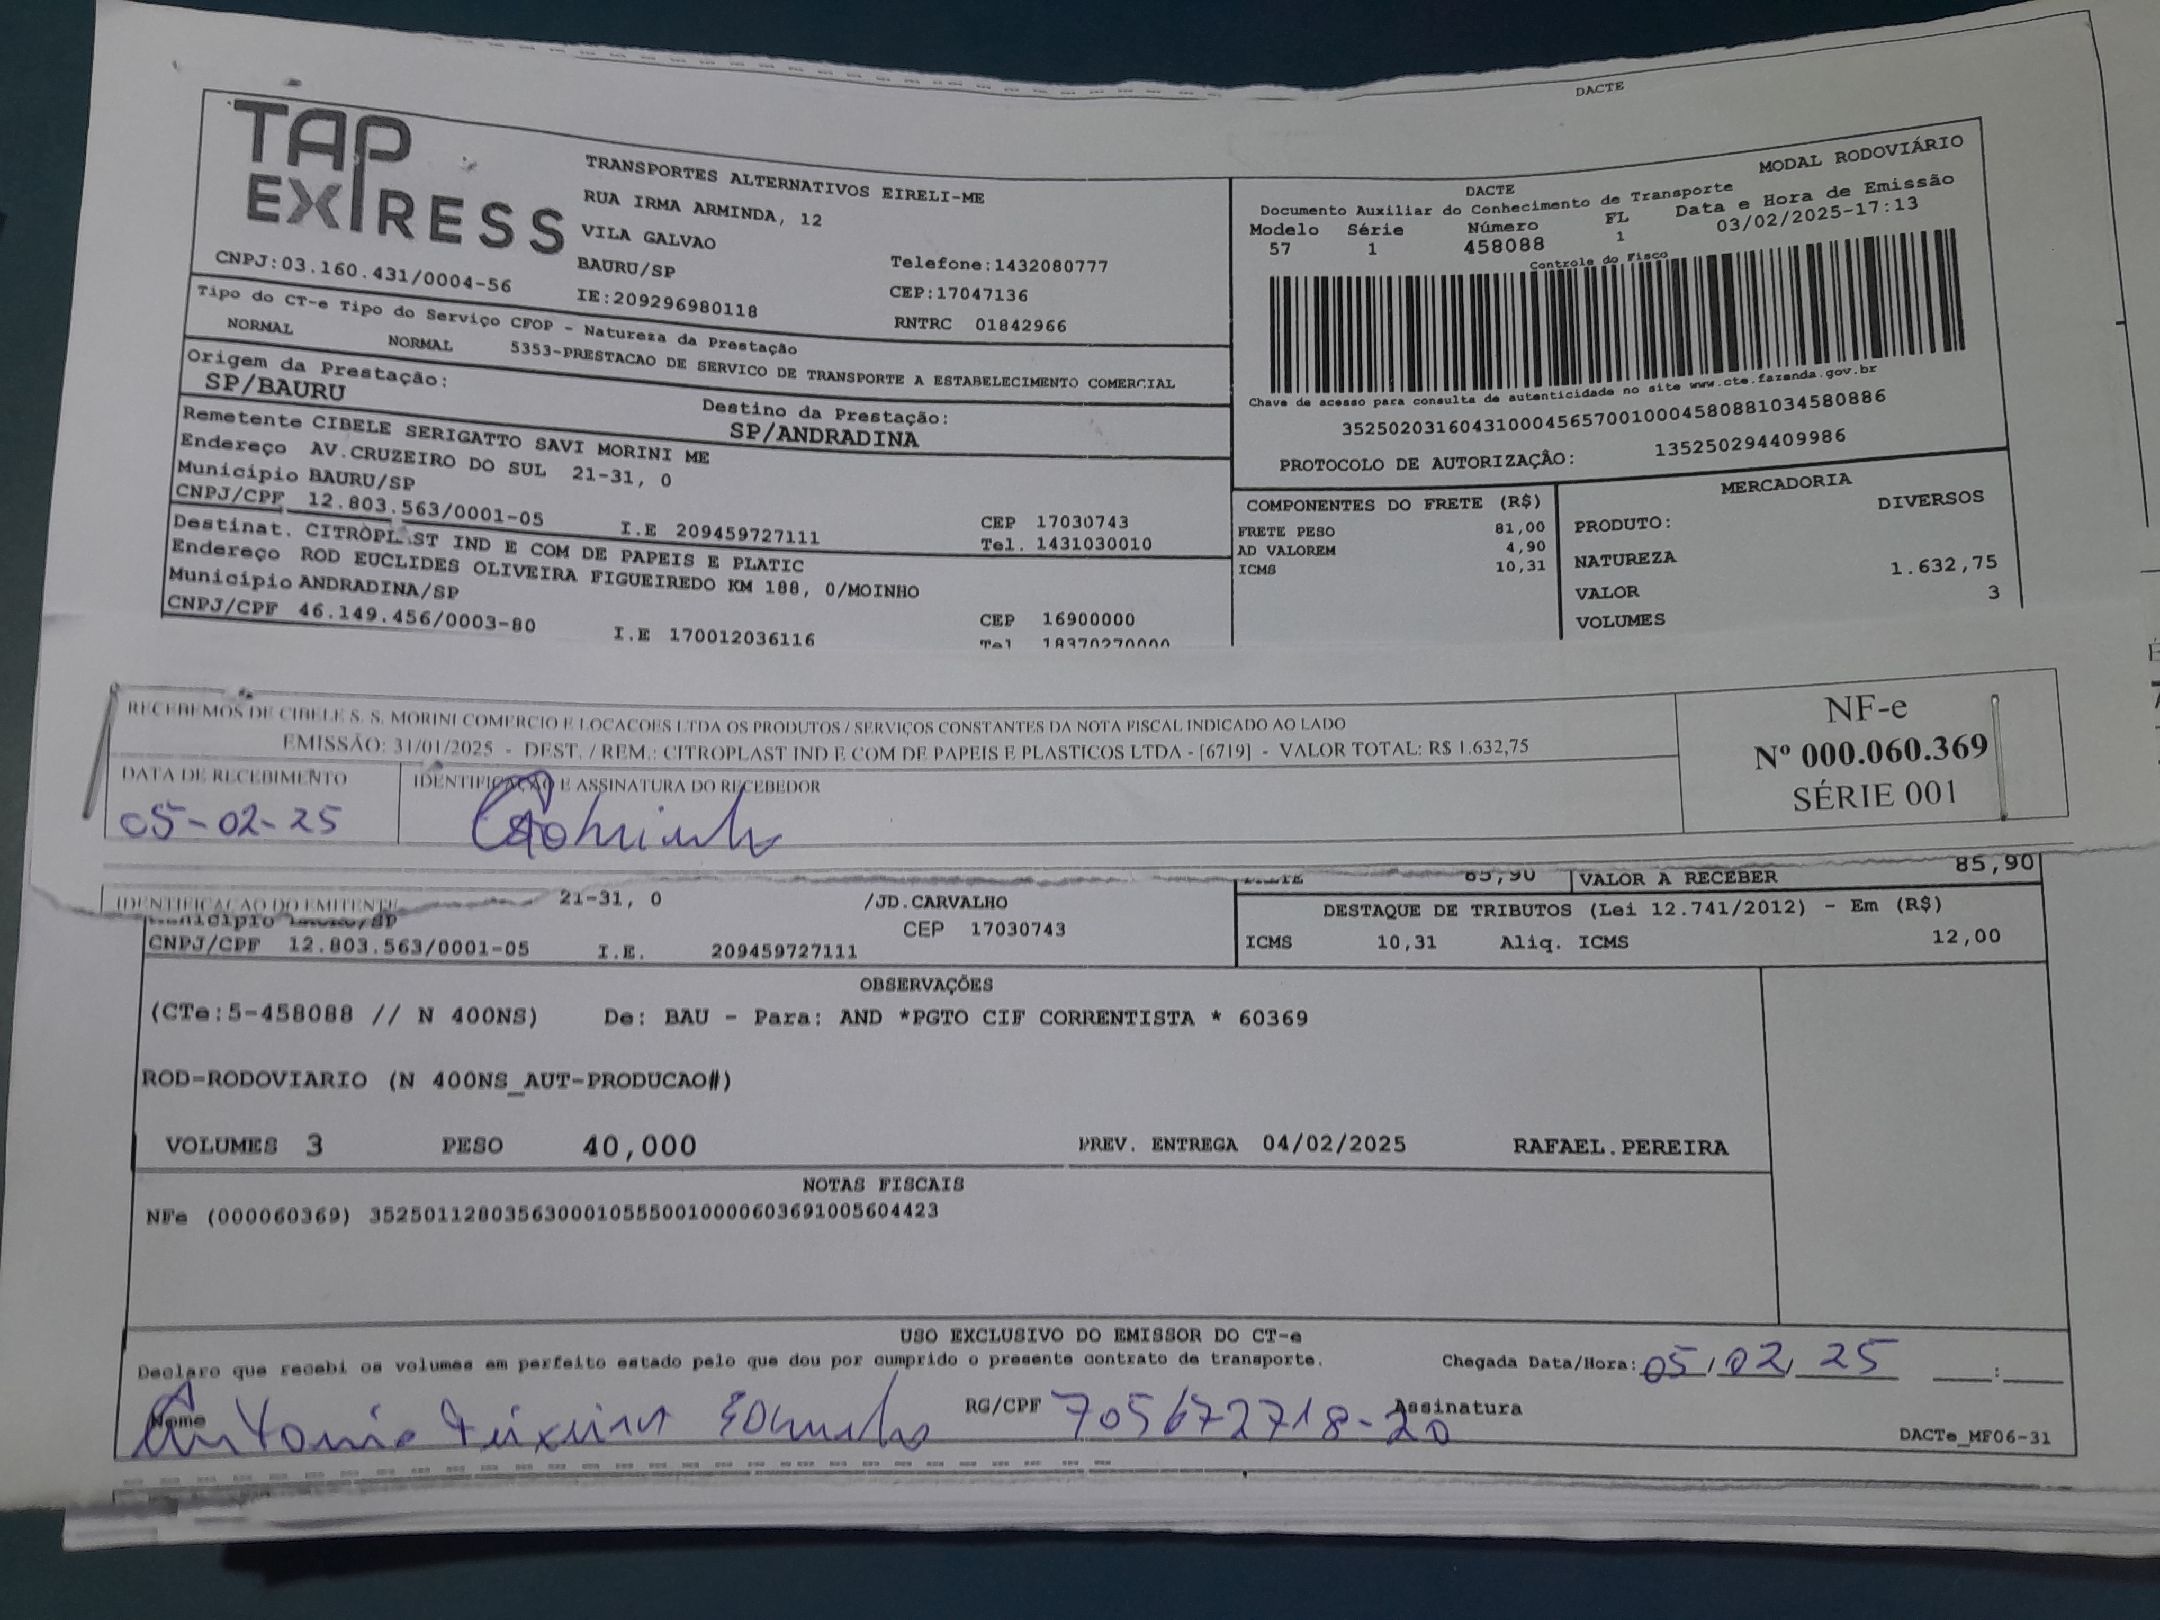 DACTE
TAP
EXPRESS
TRANSPORTES ALTERNATIVOS EIRELI-ME
RUA IRMA ARMINDA, 12
VILA GALVAO
BAURU/SP Telefone:1432080777
CNPJ:03.160.431/0004-56 IE:209296980118 CEP:17047136
RNTRC 01842966
MODAL RODOVIÁRIO
DACTE
Documento Auxiliar do Conhecimento de Transporte
Modelo Série Número FL Data e Hora de Emissão
57 1 458088 1 03/02/2025-17:13
Controle do Fisco
Chave de acesso para consulta de autenticidade no site www.cte.fazenda.gov.br
35250203160431000456570010004580881034580886
PROTOCOLO DE AUTORIZAÇÃO: 135250294409986
Tipo do CT-e Tipo do Serviço CFOP - Natureza da Prestação
NORMAL NORMAL 5353-PRESTACAO DE SERVICO DE TRANSPORTE A ESTABELECIMENTO COMERCIAL
Origem da Prestação: Destino da Prestação:
SP/BAURU SP/ANDRADINA
Remetente CIBELE SERIGATTO SAVI MORINI ME
Endereço AV.CRUZEIRO DO SUL 21-31, 0
Município BAURU/SP CEP 17030743
CNPJ/CPF 12.803.563/0001-05 I.E 209459727111 Tel. 1431030010
Destinat. CITROPLAST IND E COM DE PAPEIS E PLATIC
Endereço ROD EUCLIDES OLIVEIRA FIGUEIREDO KM 188, 0/MOINHO
Município ANDRADINA/SP CEP 16900000
CNPJ/CPF 46.149.456/0003-80 I.E 170012036116 Tel 18370270000
COMPONENTES DO FRETE (R$)
FRETE PESO 81,00
AD VALOREM 4,90
ICMS 10,31
MERCADORIA
PRODUTO: DIVERSOS
NATUREZA
VALOR 1.632,75
VOLUMES 3
RECEBEMOS DE CIBELE S. S. MORINI COMERCIO E LOCACOES LTDA OS PRODUTOS / SERVIÇOS CONSTANTES DA NOTA FISCAL INDICADO AO LADO
EMISSÃO: 31/01/2025 - DEST. / REM.: CITROPLAST IND E COM DE PAPEIS E PLASTICOS LTDA - [6719] - VALOR TOTAL: R$ 1.632,75
DATA DE RECEBIMENTO IDENTIFICAÇÃO E ASSINATURA DO RECEBEDOR
05-02-25
NF-e
Nº 000.060.369
SÉRIE 001
85,90 VALOR A RECEBER 85,90
IDENTIFICAÇÃO DO EMITENTE 21-31, 0 /JD.CARVALHO
Município BAURU/SP CEP 17030743
CNPJ/CPF 12.803.563/0001-05 I.E. 209459727111
DESTAQUE DE TRIBUTOS (Lei 12.741/2012) - Em (R$)
ICMS 10,31 Aliq. ICMS 12,00
OBSERVAÇÕES
(CTe:5-458088 // N 400NS) De: BAU - Para: AND *PGTO CIF CORRENTISTA * 60369
ROD-RODOVIARIO (N 400NS_AUT-PRODUCAO#)
VOLUMES 3 PESO 40,000 PREV. ENTREGA 04/02/2025 RAFAEL.PEREIRA
NOTAS FISCAIS
NFe (000060369) 35250112803563000105550010000603691005604423
USO EXCLUSIVO DO EMISSOR DO CT-e
Declaro que recebi os volumes em perfeito estado pelo que dou por cumprido o presente contrato de transporte. Chegada Data/Hora: 05/02/25 :
Nome Antonio Teixeira RG/CPF 705672718-20 Assinatura
DACTe_MF06-31